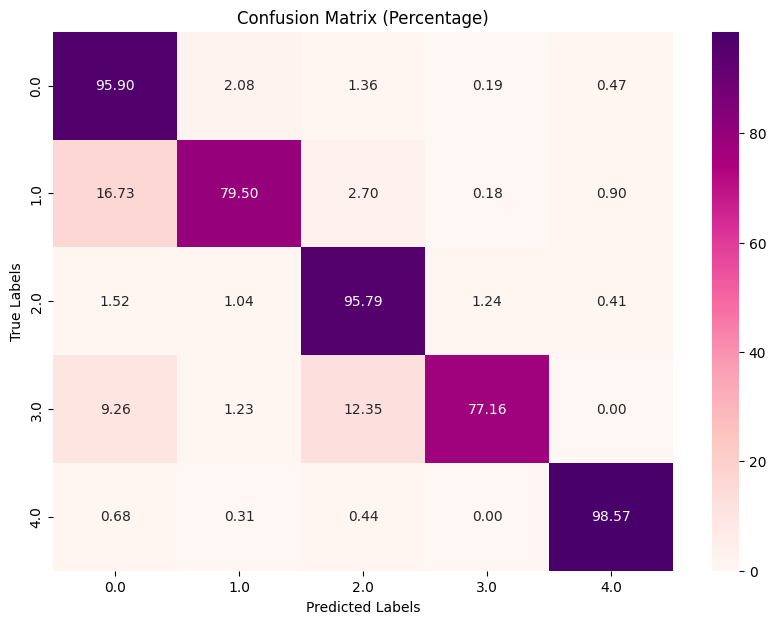 Confusion Matrix (Percentage)
True Labels
0.0 95.90 2.08 1.36 0.19 0.47
1.0 16.73 79.50 2.70 0.18 0.90
2.0 1.52 1.04 95.79 1.24 0.41
3.0 9.26 1.23 12.35 77.16 0.00
4.0 0.68 0.31 0.44 0.00 98.57
0.0 1.0 2.0 3.0 4.0
Predicted Labels
80
60
40
20
0